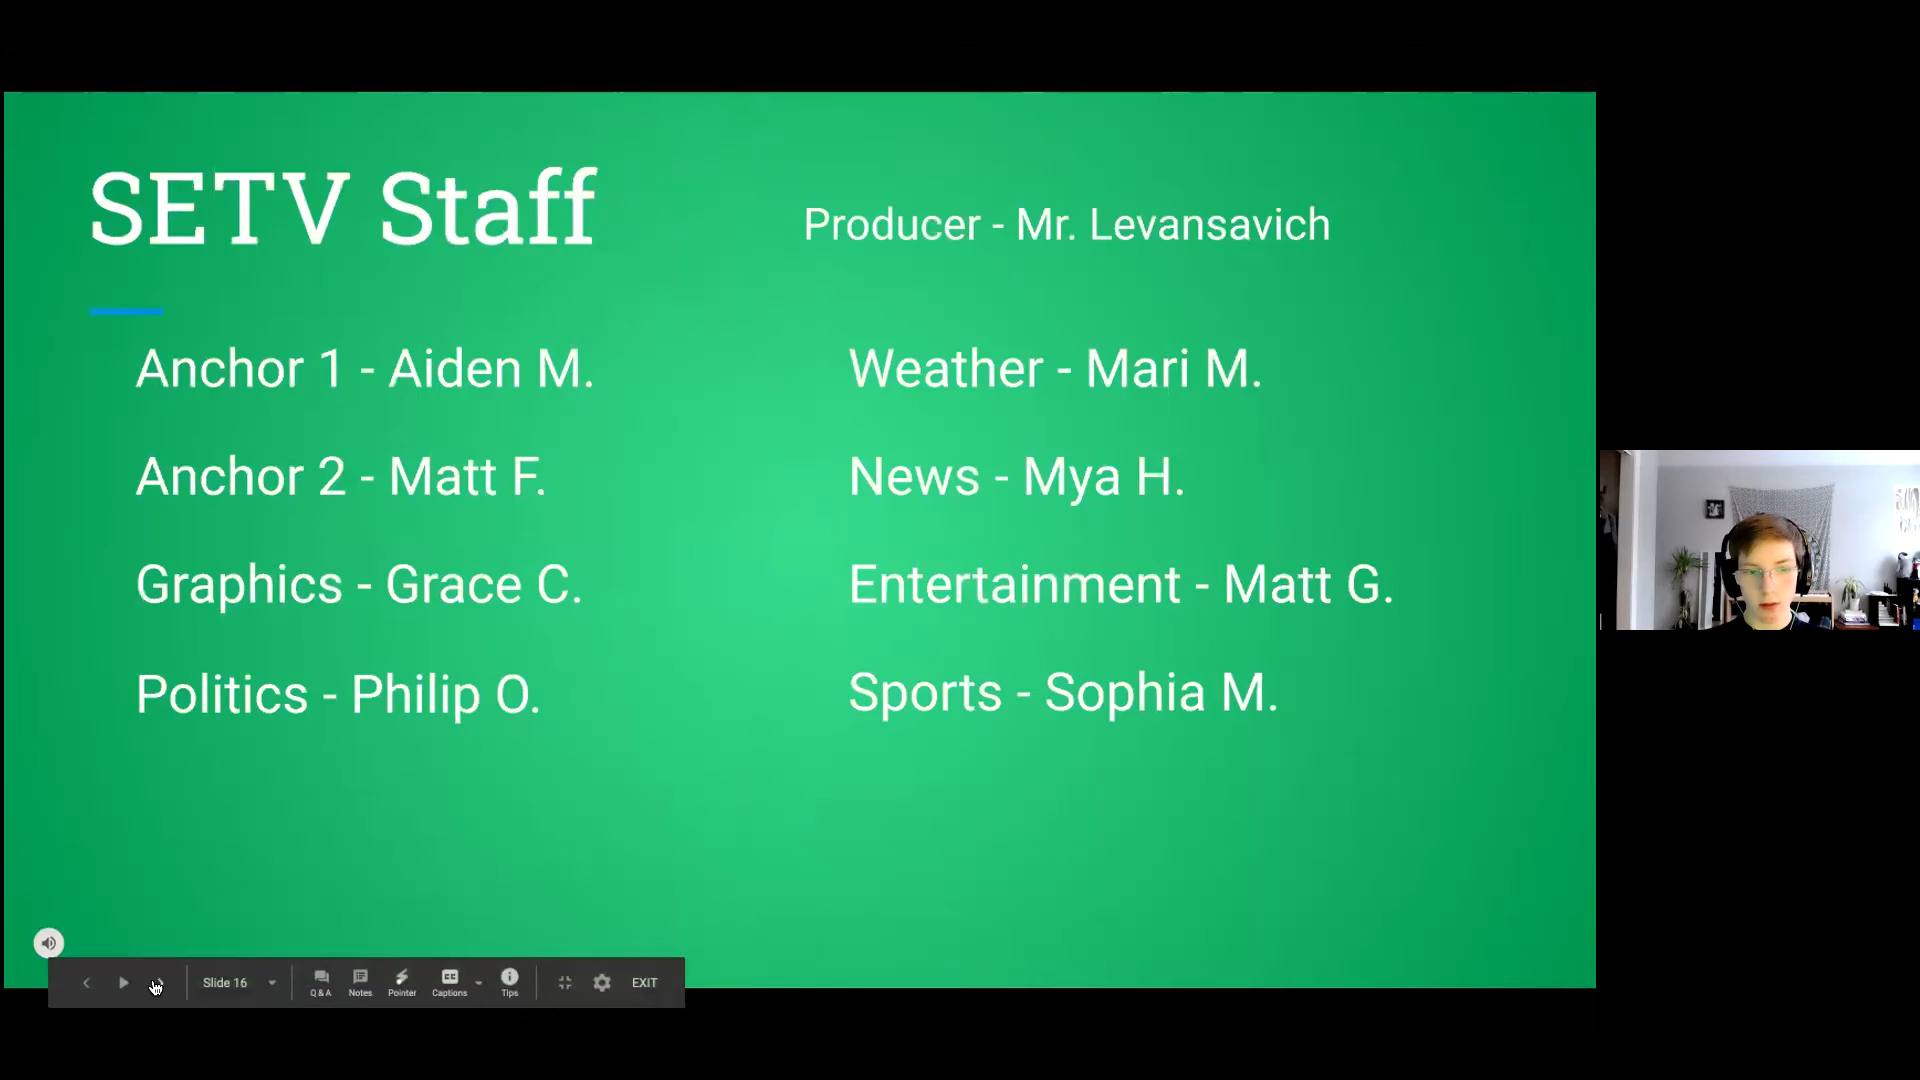 SETV Staff
Producer - Mr. Levansavich
Anchor 1 - Aiden M.
Anchor 2 - Matt F.
Graphics - Grace C.
Politics - Philip O.
Weather - Mari M.
News - Mya H.
Entertainment - Matt G.
Sports - Sophia M.
Slide 16
Q & A
Notes
Pointer
Captions
Tips
EXIT